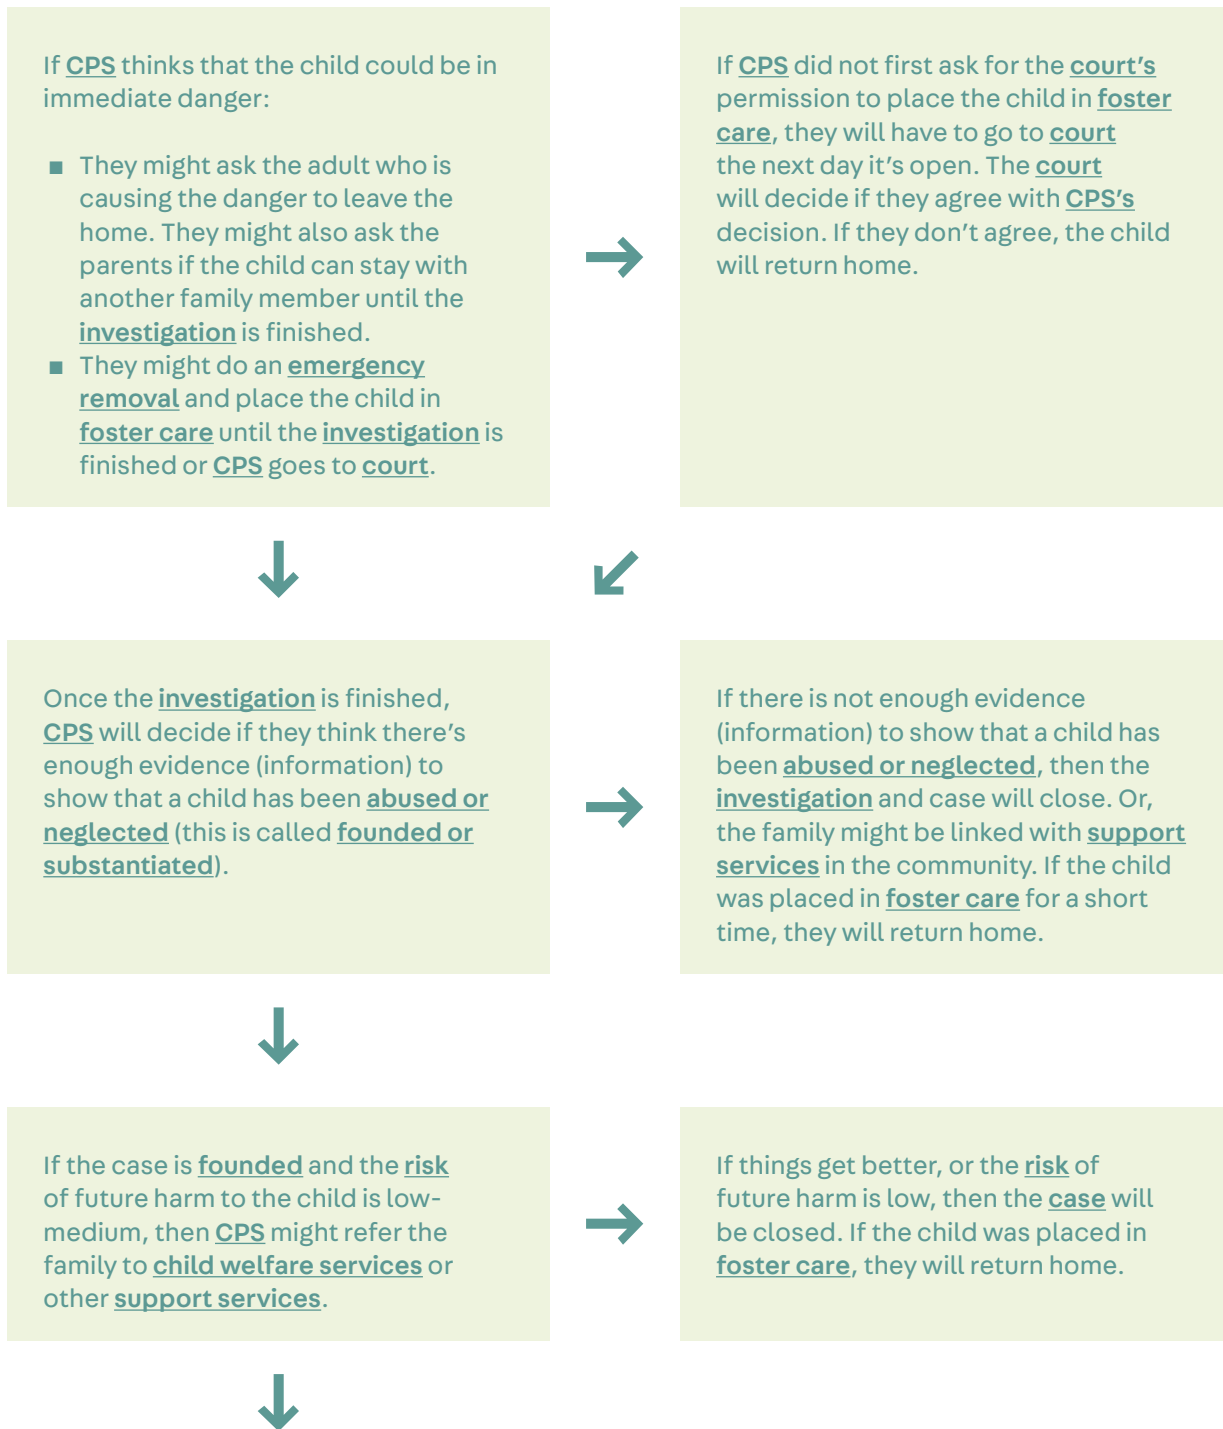 If CPS thinks that the child could be in
immediate danger:
■ They might ask the adult who is
causing the danger to leave the
home. They might also ask the
parents if the child can stay with
another family member until the
investigation is finished.
■ They might do an emergency
removal and place the child in
foster care until the investigation is
finished or CPS goes to court.
If CPS did not first ask for the court’s
permission to place the child in foster
care, they will have to go to court
the next day it’s open. The court
will decide if they agree with CPS’s
decision. If they don’t agree, the child
will return home.
Once the investigation is finished,
CPS will decide if they think there’s
enough evidence (information) to
show that a child has been abused or
neglected (this is called founded or
substantiated).
If there is not enough evidence
(information) to show that a child has
been abused or neglected, then the
investigation and case will close. Or,
the family might be linked with support
services in the community. If the child
was placed in foster care for a short
time, they will return home.
If the case is founded and the risk
of future harm to the child is low-
medium, then CPS might refer the
family to child welfare services or
other support services.
If things get better, or the risk of
future harm is low, then the case will
be closed. If the child was placed in
foster care, they will return home.